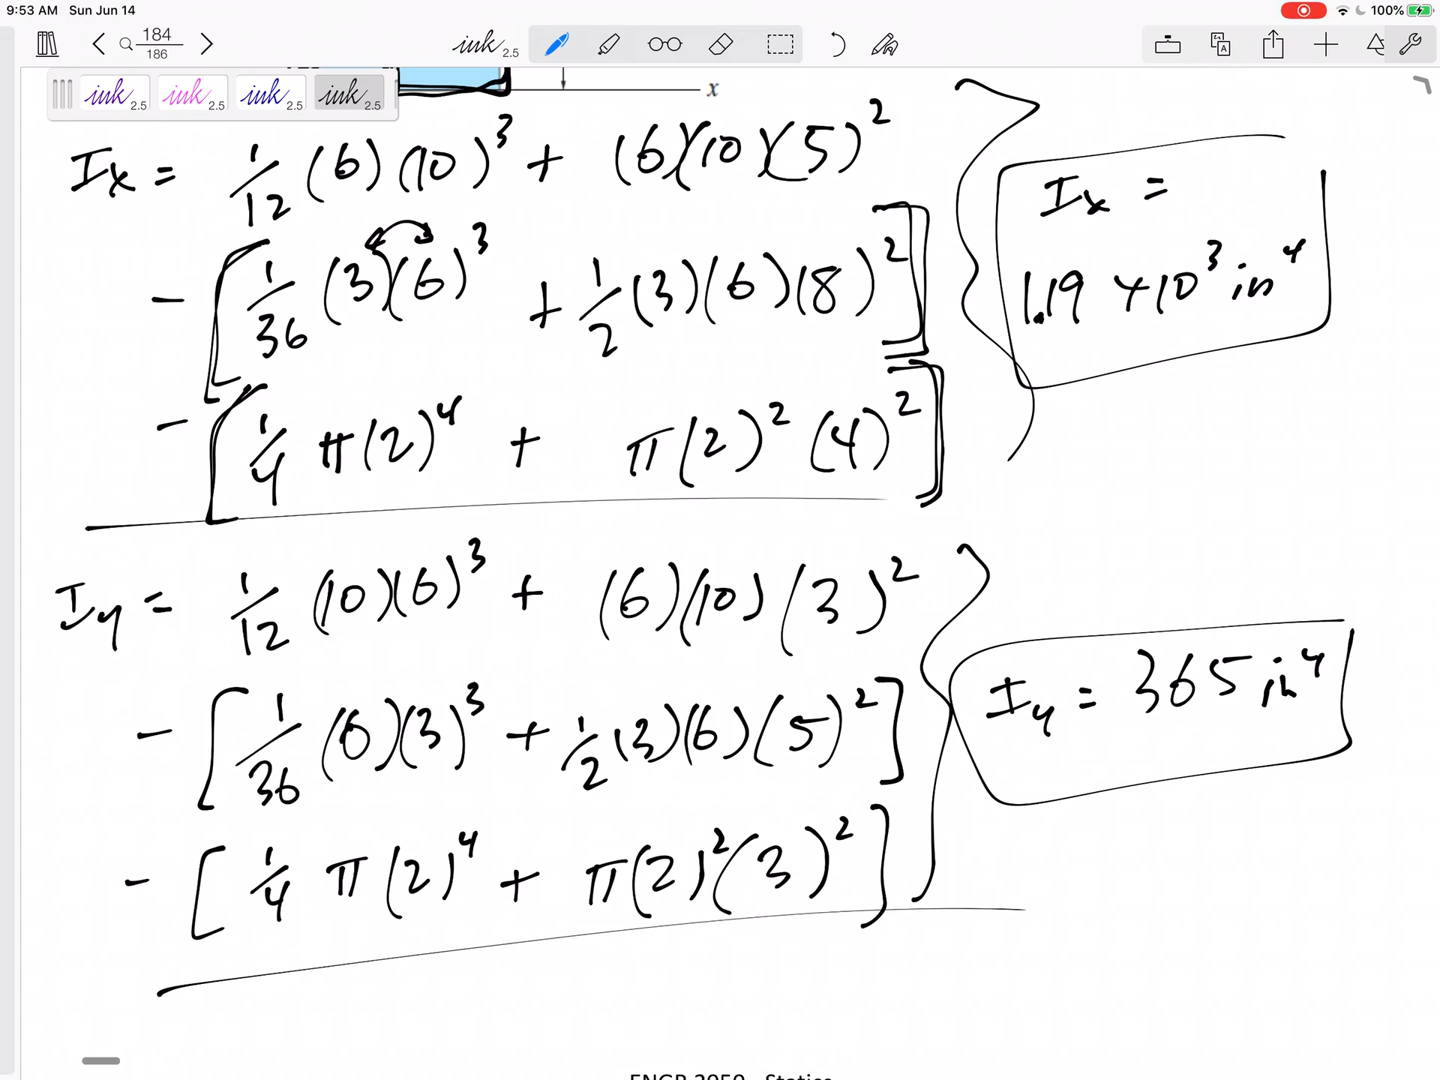 9:53 AM Sun Jun 14
100%
184
186
ink 2.5
ink 2.5 ink 2.5 ink 2.5 ink 2.5
x
Ix = 1/12 (6)(10)^3 + (6)(10)(5)^2
- [1/36 (3)(6)^3 + 1/2 (3)(6)(8)^2]
- [1/4 π(2)^4 + π(2)^2 (4)^2]
Ix =
1.19 × 10^3 in^4
Iy = 1/12 (10)(6)^3 + (6)(10)(3)^2
- [1/36 (6)(3)^3 + 1/2 (3)(6)(5)^2]
- [1/4 π(2)^4 + π(2)^2 (3)^2]
Iy = 365 in^4
ENGR 2050 - Statics